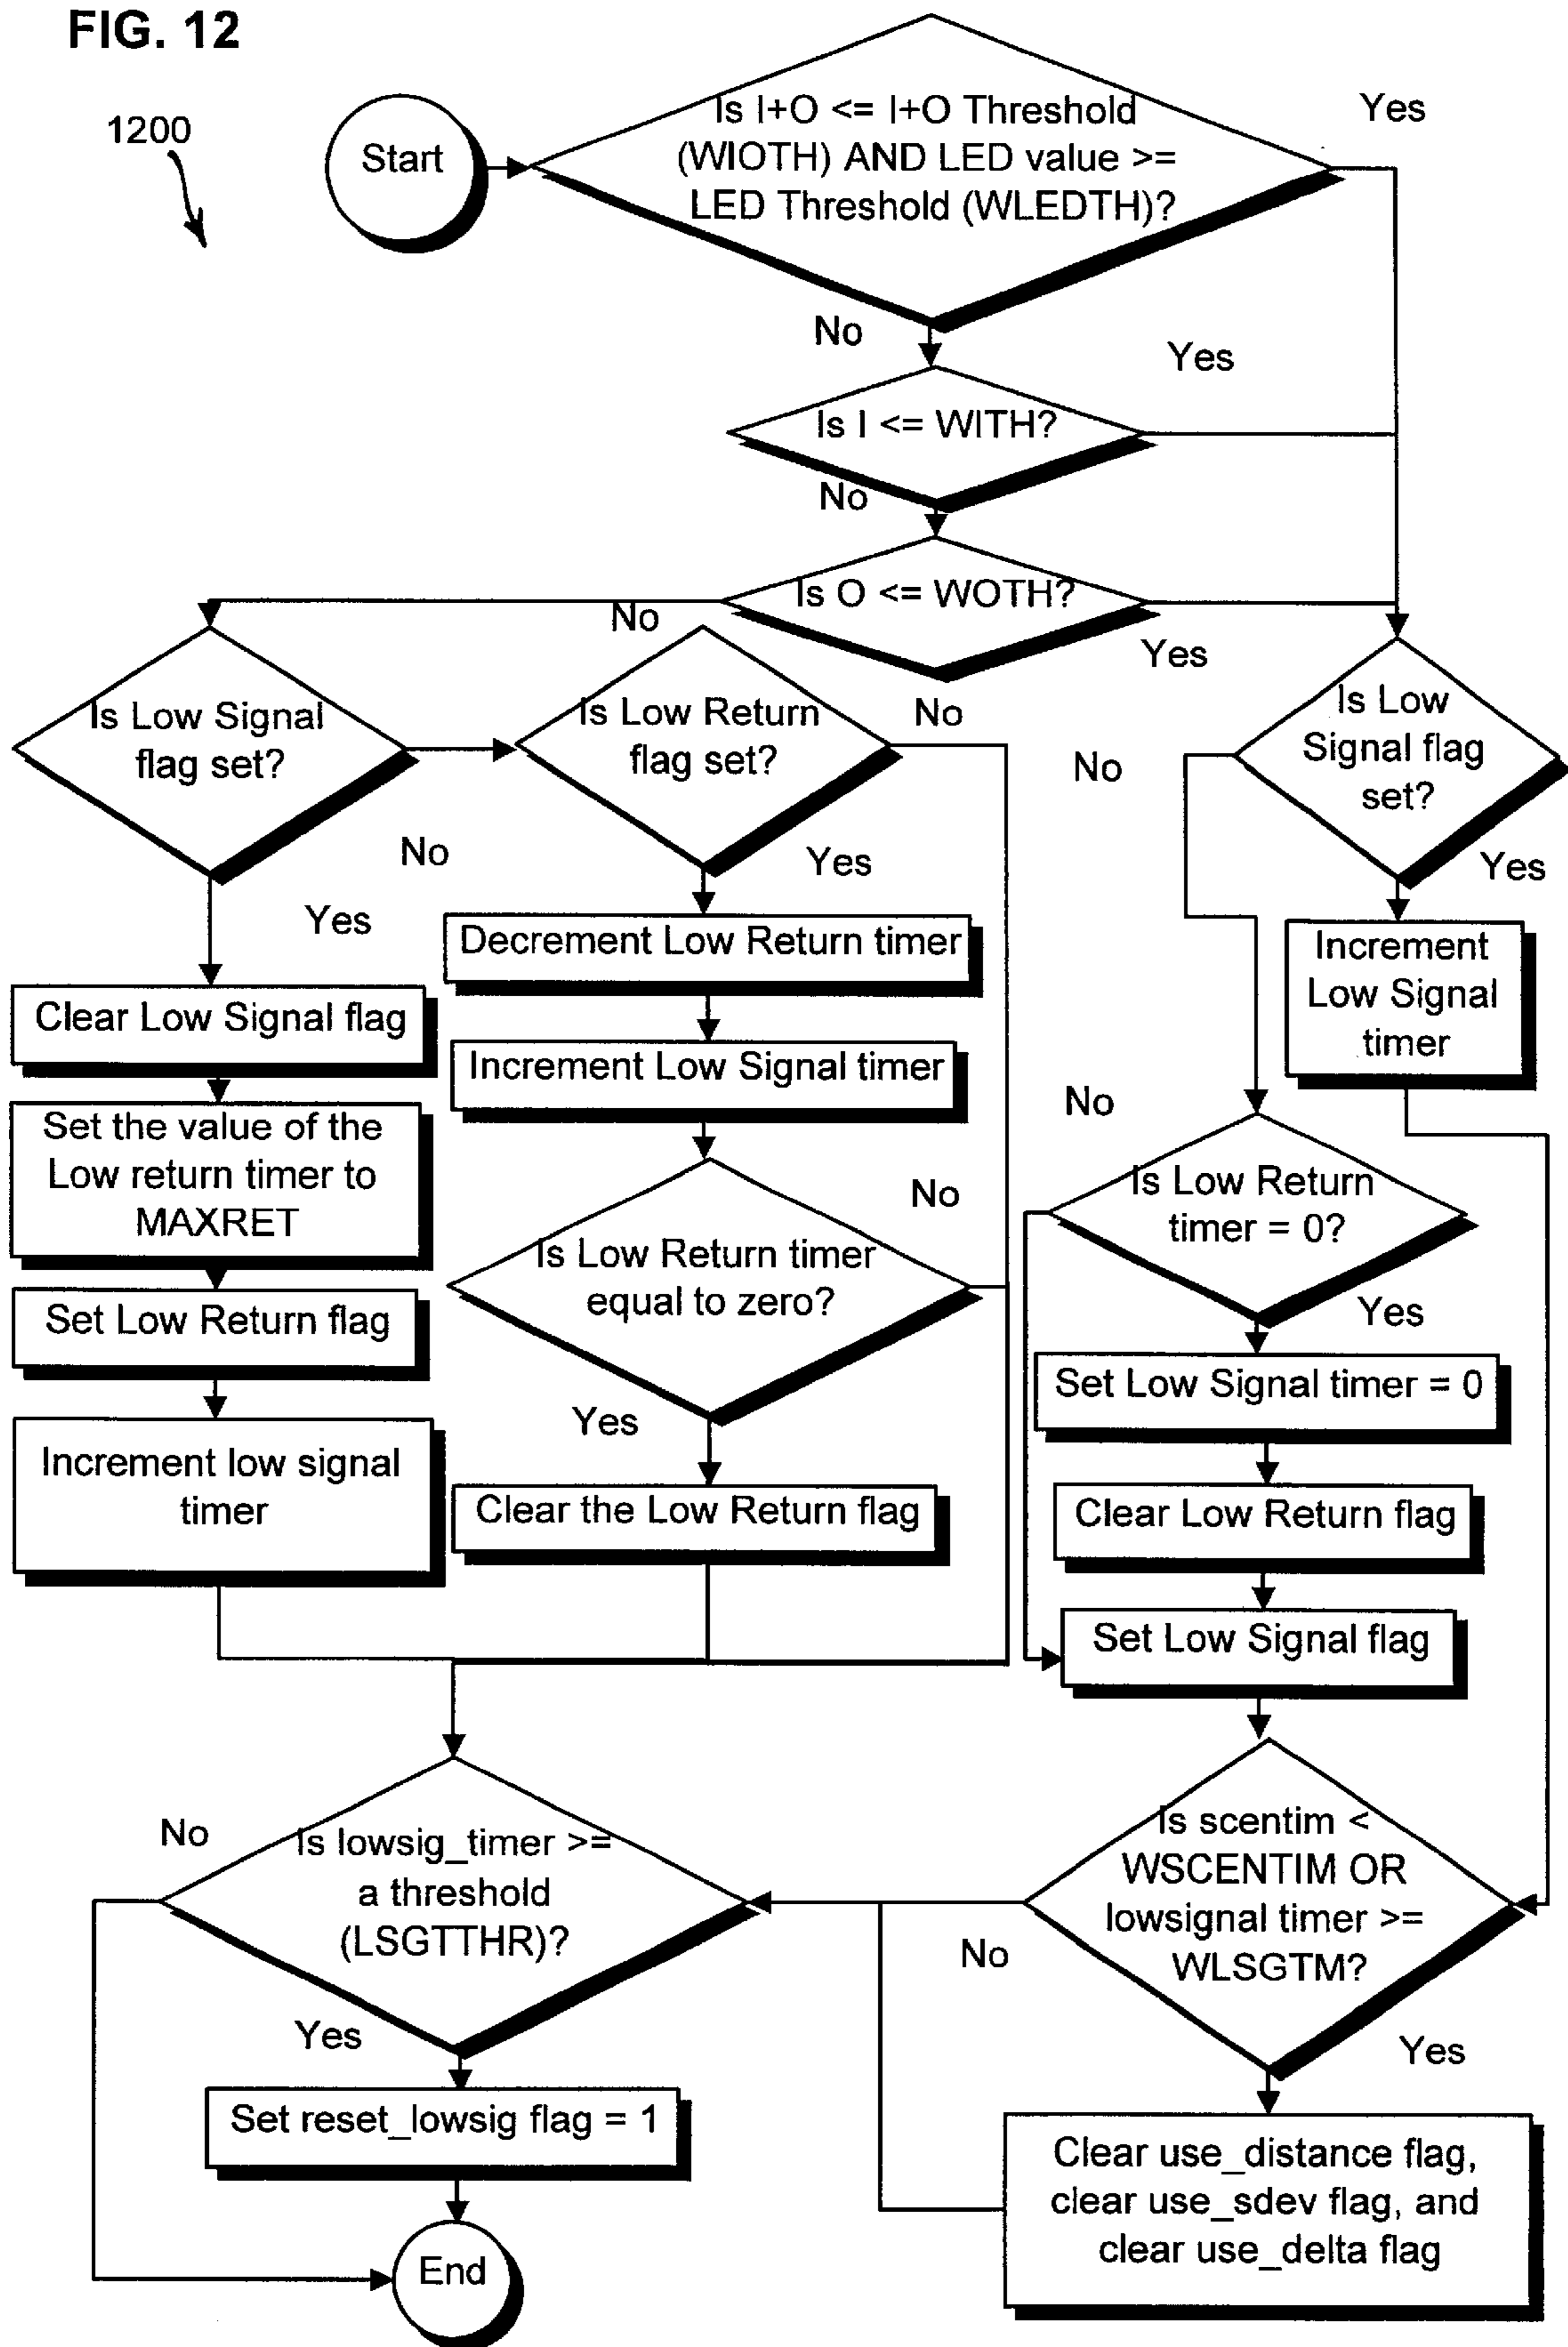 FIG. 12
1200
Start
Is I+O <= I+O Threshold
(WIOTH) AND LED value >=
LED Threshold (WLEDTH)?
Yes
No
Is I <= WITH?
Yes
No
Is O <= WOTH?
No
Yes
Is Low Signal
flag set?
No
Yes
Is Low Return
flag set?
No
Yes
Is Low
Signal flag
set?
No
Yes
Clear Low Signal flag
Set the value of the
Low return timer to
MAXRET
Set Low Return flag
Increment low signal
timer
Decrement Low Return timer
Increment Low Signal timer
Is Low Return timer
equal to zero?
No
Yes
Clear the Low Return flag
Increment
Low Signal
timer
No
Is Low Return
timer = 0?
Yes
Set Low Signal timer = 0
Clear Low Return flag
Set Low Signal flag
Is scentim <
WSCENTIM OR
lowsignal timer >=
WLSGTM?
No
Yes
Clear use_distance flag,
clear use_sdev flag, and
clear use_delta flag
No
Is lowsig_timer >=
a threshold
(LSGTTHR)?
Yes
Set reset_lowsig flag = 1
End